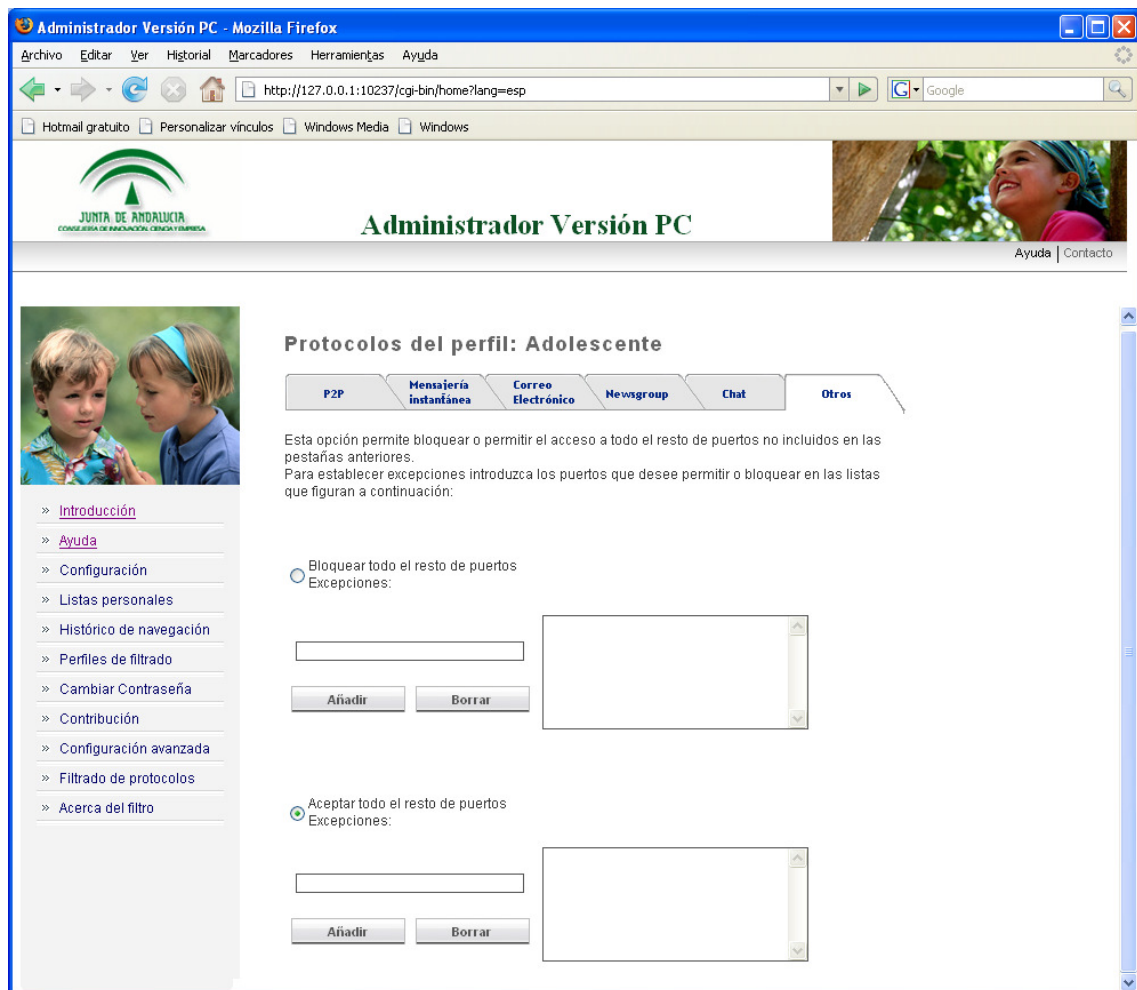 Administrador Versión PC - Mozilla Firefox
Archivo Editar Ver Historial Marcadores Herramientas Ayuda
http://127.0.0.1:10237/cgi-bin/home?lang=esp
G Google
Hotmail gratuito Personalizar vínculos Windows Media Windows
JUNTA DE ANDALUCIA
CONSEJERÍA DE INNOVACIÓN, CIENCIA Y EMPRESA
Administrador Versión PC
Ayuda | Contacto
Protocolos del perfil: Adolescente
P2P
Mensajería instantánea
Correo Electrónico
Newsgroup
Chat
Otros
Esta opción permite bloquear o permitir el acceso a todo el resto de puertos no incluidos en las
pestañas anteriores.
Para establecer excepciones introduzca los puertos que desee permitir o bloquear en las listas
que figuran a continuación:
» Introducción
» Ayuda
» Configuración
» Listas personales
» Histórico de navegación
» Perfiles de filtrado
» Cambiar Contraseña
» Contribución
» Configuración avanzada
» Filtrado de protocolos
» Acerca del filtro
Bloquear todo el resto de puertos
Excepciones:
Añadir Borrar
Aceptar todo el resto de puertos
Excepciones:
Añadir Borrar